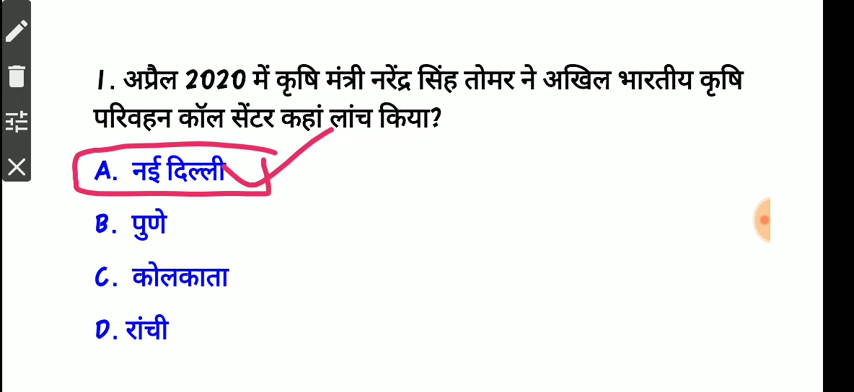 1. अप्रैल 2020 में कृषि मंत्री नरेंद्र सिंह तोमर ने अखिल भारतीय कृषि
परिवहन कॉल सेंटर कहां लांच किया?
A. नई दिल्ली
B. पुणे
C. कोलकाता
D. रांची